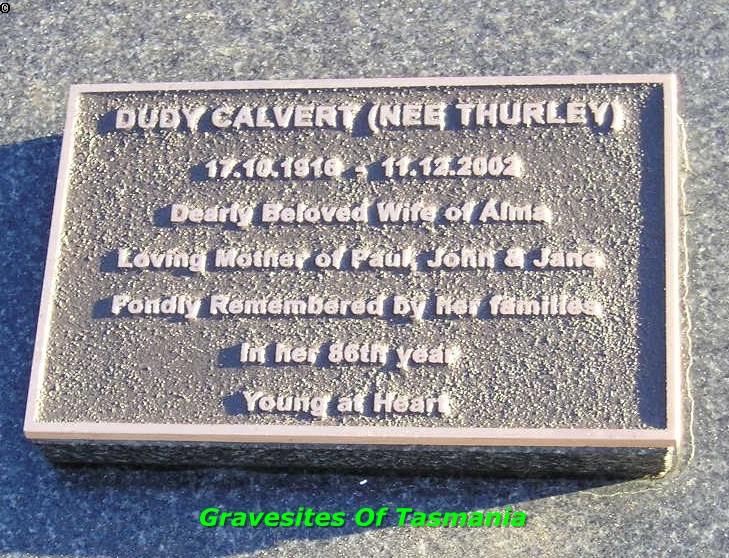 ©
DUDY CALVERT (NEE THURLEY)
17.10.1916 - 11.12.2002
Dearly Beloved Wife of Alma
Loving Mother of Paul, John & Jane
Fondly Remembered by her families
In her 86th year
Young at Heart
Gravesites Of Tasmania